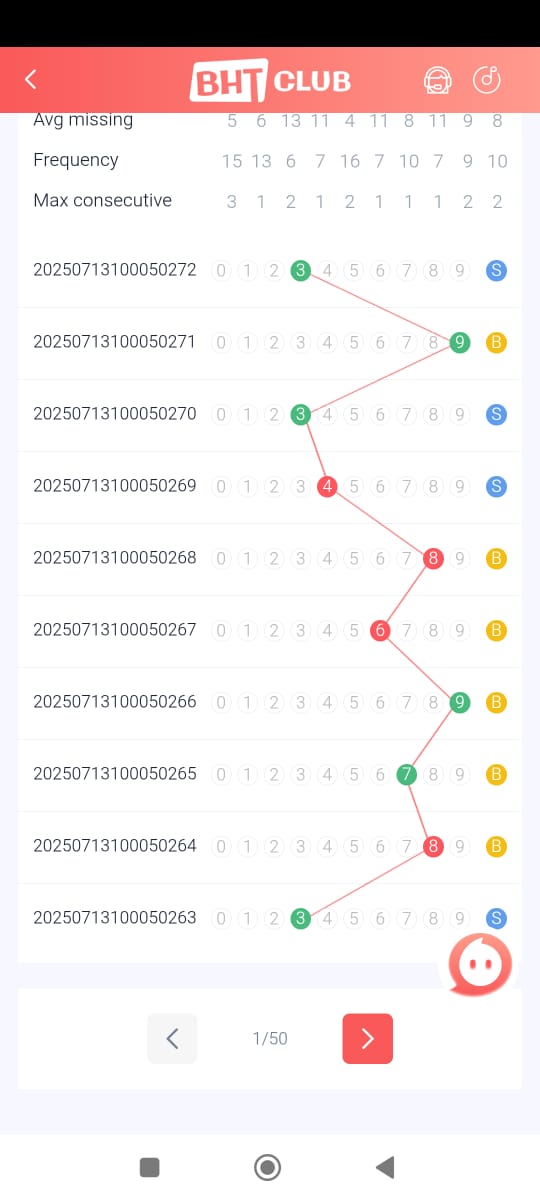 BHT CLUB
Avg missing 5 6 13 11 4 11 8 11 9 8
Frequency 15 13 6 7 16 7 10 7 9 10
Max consecutive 3 1 2 1 2 1 1 1 2 2
20250713100050272 0 1 2 3 4 5 6 7 8 9 S
20250713100050271 0 1 2 3 4 5 6 7 8 9 B
20250713100050270 0 1 2 3 4 5 6 7 8 9 S
20250713100050269 0 1 2 3 4 5 6 7 8 9 S
20250713100050268 0 1 2 3 4 5 6 7 8 9 B
20250713100050267 0 1 2 3 4 5 6 7 8 9 B
20250713100050266 0 1 2 3 4 5 6 7 8 9 B
20250713100050265 0 1 2 3 4 5 6 7 8 9 B
20250713100050264 0 1 2 3 4 5 6 7 8 9 B
20250713100050263 0 1 2 3 4 5 6 7 8 9 S
1/50